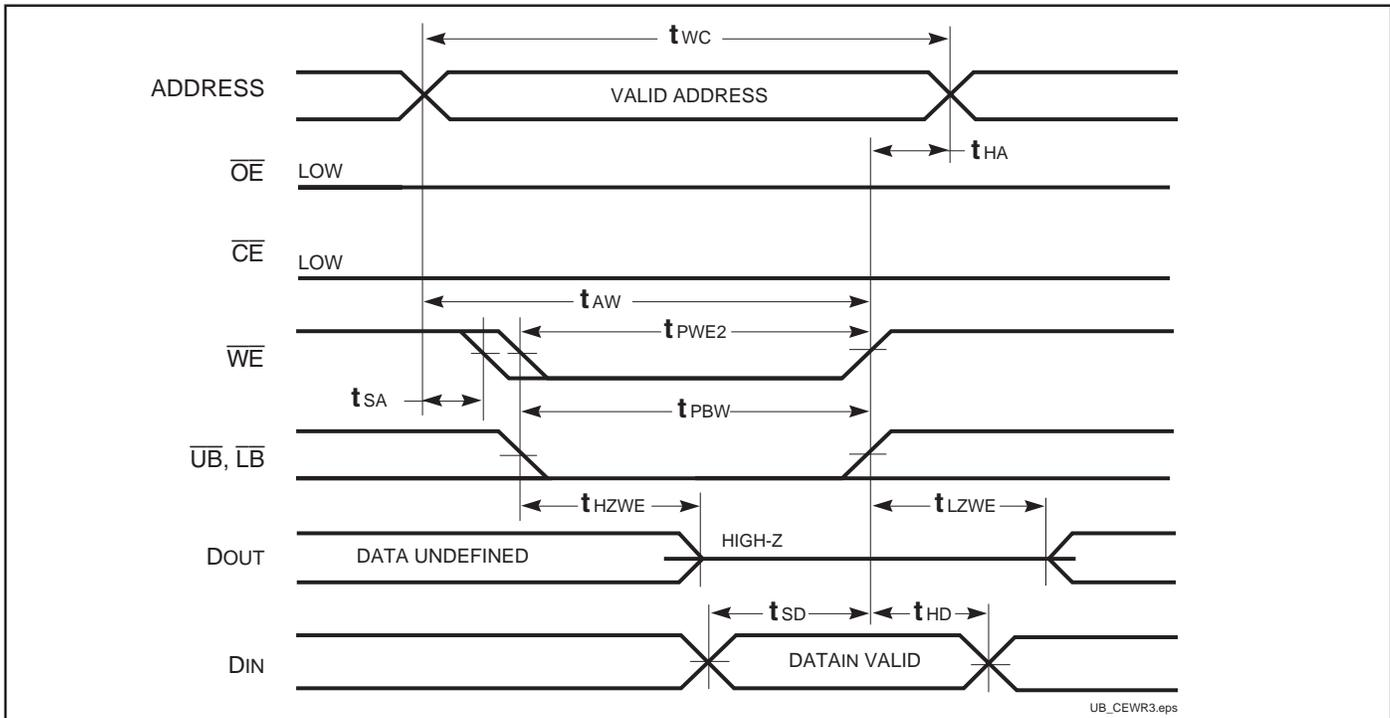 tWC
ADDRESS VALID ADDRESS
tHA
OE LOW
CE LOW
tAW
tPWE2
WE
tSA
tPBW
UB, LB
tHZWE tLZWE
DOUT DATA UNDEFINED HIGH-Z
tSD tHD
DIN DATAIN VALID
UB_CEWR3.eps